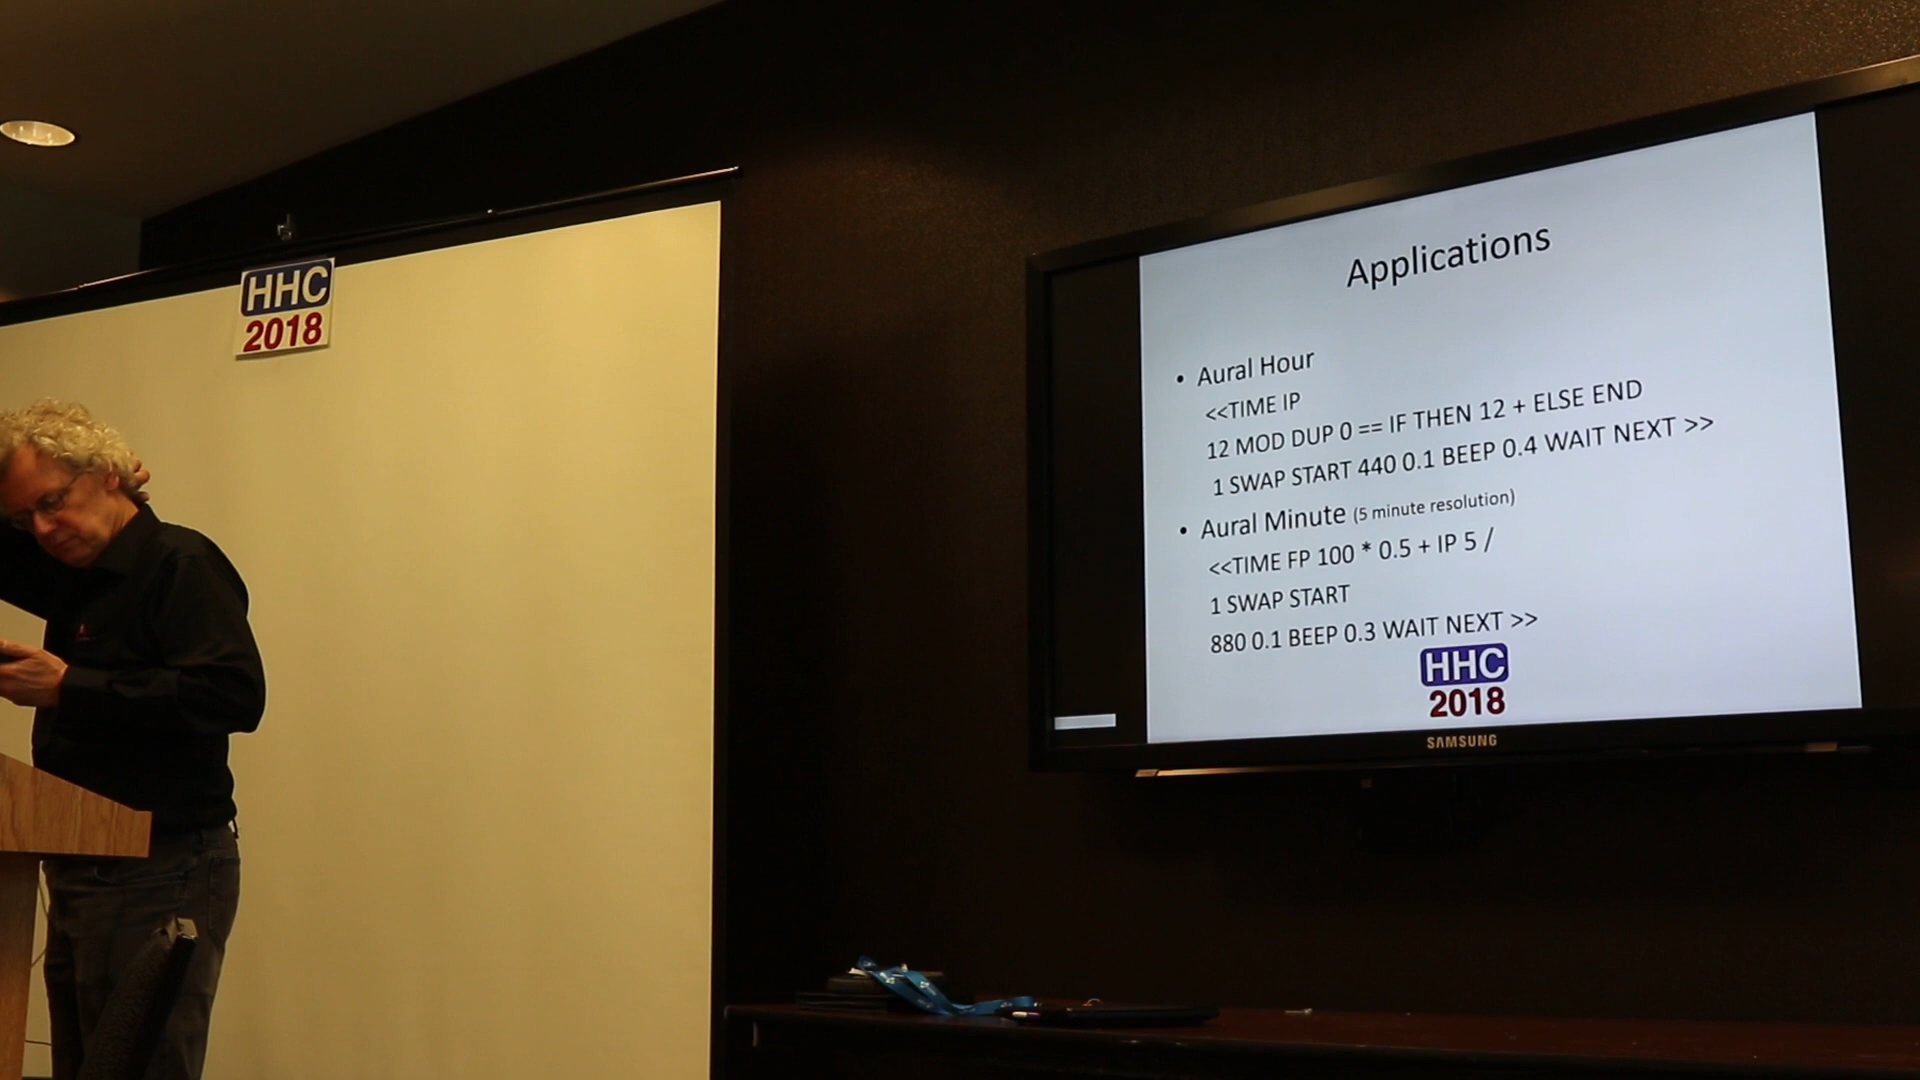 HHC
2018
Applications
• Aural Hour
<<TIME IP
12 MOD DUP 0 == IF THEN 12 + ELSE END
1 SWAP START 440 0.1 BEEP 0.4 WAIT NEXT >>
• Aural Minute (5 minute resolution)
<<TIME FP 100 * 0.5 + IP 5 /
1 SWAP START
880 0.1 BEEP 0.3 WAIT NEXT >>
HHC
2018
SAMSUNG